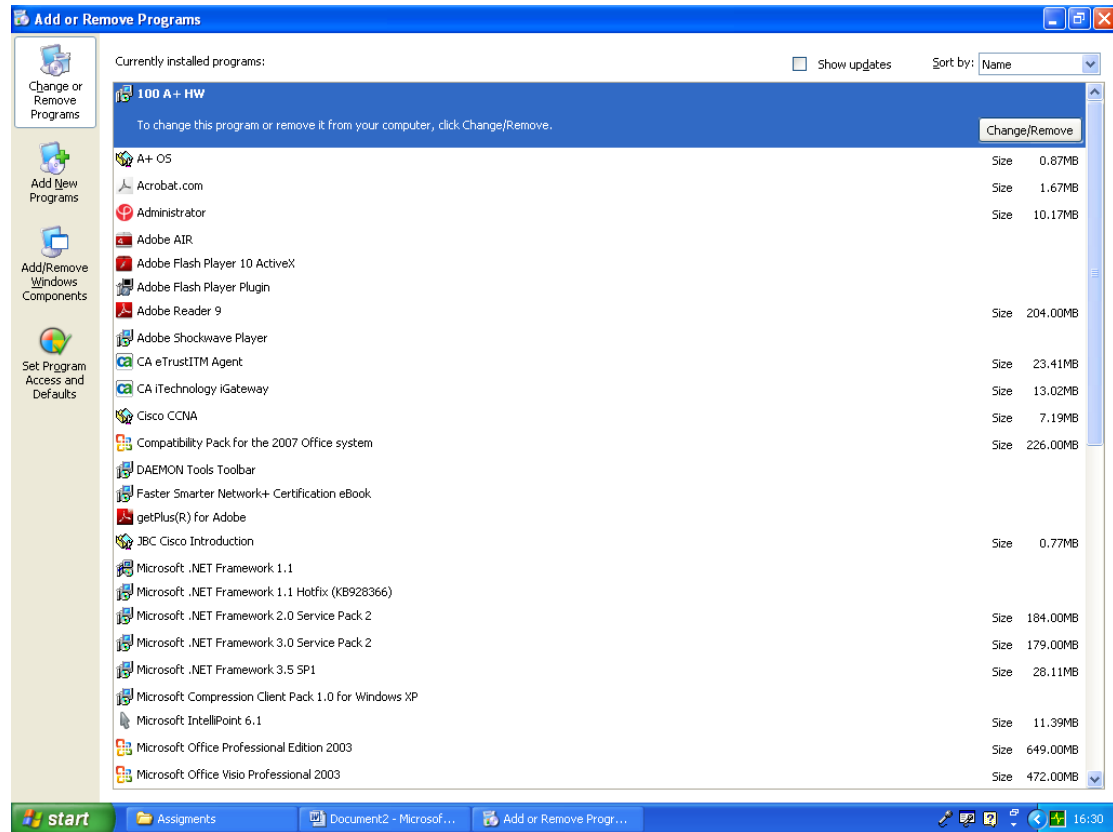 Add or Remove Programs
Change or
Remove
Programs
Add New
Programs
Add/Remove
Windows
Components
Set Program
Access and
Defaults
Currently installed programs:
Show updates
Sort by: Name
100 A+ HW
To change this program or remove it from your computer, click Change/Remove.
Change/Remove
A+ OS Size 0.87MB
Acrobat.com Size 1.67MB
Administrator Size 10.17MB
Adobe AIR
Adobe Flash Player 10 ActiveX
Adobe Flash Player Plugin
Adobe Reader 9 Size 204.00MB
Adobe Shockwave Player
CA eTrustITM Agent Size 23.41MB
CA iTechnology iGateway Size 13.02MB
Cisco CCNA Size 7.19MB
Compatibility Pack for the 2007 Office system Size 226.00MB
DAEMON Tools Toolbar
Faster Smarter Network+ Certification eBook
getPlus(R) for Adobe
JBC Cisco Introduction Size 0.77MB
Microsoft .NET Framework 1.1
Microsoft .NET Framework 1.1 Hotfix (KB928366)
Microsoft .NET Framework 2.0 Service Pack 2 Size 184.00MB
Microsoft .NET Framework 3.0 Service Pack 2 Size 179.00MB
Microsoft .NET Framework 3.5 SP1 Size 28.11MB
Microsoft Compression Client Pack 1.0 for Windows XP
Microsoft IntelliPoint 6.1 Size 11.39MB
Microsoft Office Professional Edition 2003 Size 649.00MB
Microsoft Office Visio Professional 2003 Size 472.00MB
start Assigments Document2 - Microsof... Add or Remove Progr... 16:30